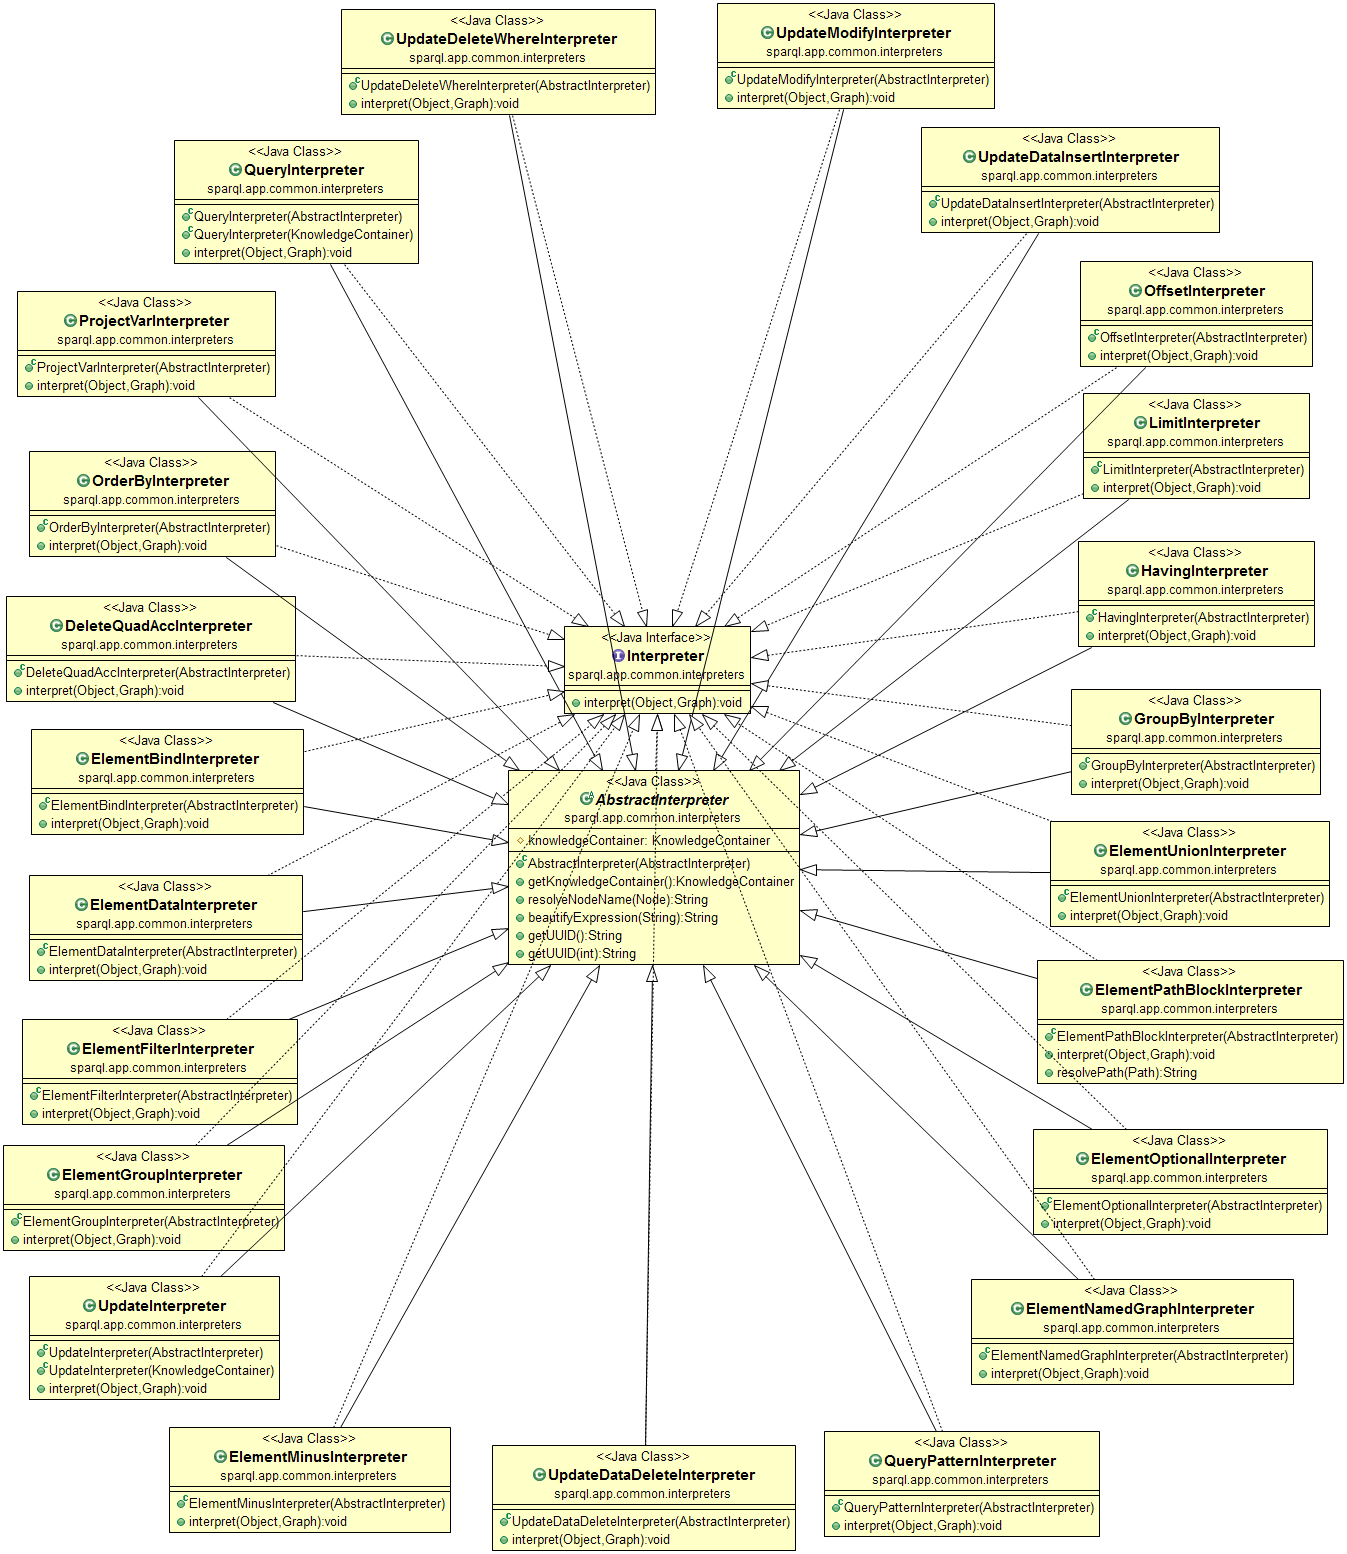 <<Java Class>>
UpdateDeleteWhereInterpreter
sparql.app.common.interpreters
UpdateDeleteWhereInterpreter(AbstractInterpreter)
interpret(Object,Graph):void
<<Java Class>>
UpdateModifyInterpreter
sparql.app.common.interpreters
UpdateModifyInterpreter(AbstractInterpreter)
interpret(Object,Graph):void
<<Java Class>>
QueryInterpreter
sparql.app.common.interpreters
QueryInterpreter(AbstractInterpreter)
QueryInterpreter(KnowledgeContainer)
interpret(Object,Graph):void
<<Java Class>>
UpdateDataInsertInterpreter
sparql.app.common.interpreters
UpdateDataInsertInterpreter(AbstractInterpreter)
interpret(Object,Graph):void
<<Java Class>>
ProjectVarInterpreter
sparql.app.common.interpreters
ProjectVarInterpreter(AbstractInterpreter)
interpret(Object,Graph):void
<<Java Class>>
OffsetInterpreter
sparql.app.common.interpreters
OffsetInterpreter(AbstractInterpreter)
interpret(Object,Graph):void
<<Java Class>>
OrderByInterpreter
sparql.app.common.interpreters
OrderByInterpreter(AbstractInterpreter)
interpret(Object,Graph):void
<<Java Class>>
LimitInterpreter
sparql.app.common.interpreters
LimitInterpreter(AbstractInterpreter)
interpret(Object,Graph):void
<<Java Class>>
DeleteQuadAccInterpreter
sparql.app.common.interpreters
DeleteQuadAccInterpreter(AbstractInterpreter)
interpret(Object,Graph):void
<<Java Interface>>
Interpreter
sparql.app.common.interpreters
interpret(Object,Graph):void
<<Java Class>>
HavingInterpreter
sparql.app.common.interpreters
HavingInterpreter(AbstractInterpreter)
interpret(Object,Graph):void
<<Java Class>>
ElementBindInterpreter
sparql.app.common.interpreters
ElementBindInterpreter(AbstractInterpreter)
interpret(Object,Graph):void
<<Java Class>>
AbstractInterpreter
sparql.app.common.interpreters
knowledgeContainer: KnowledgeContainer
AbstractInterpreter(AbstractInterpreter)
getKnowledgeContainer():KnowledgeContainer
resolveNodeName(Node):String
beautifyExpression(String):String
getUUID():String
getUUID(int):String
<<Java Class>>
GroupByInterpreter
sparql.app.common.interpreters
GroupByInterpreter(AbstractInterpreter)
interpret(Object,Graph):void
<<Java Class>>
ElementUnionInterpreter
sparql.app.common.interpreters
ElementUnionInterpreter(AbstractInterpreter)
interpret(Object,Graph):void
<<Java Class>>
ElementDataInterpreter
sparql.app.common.interpreters
ElementDataInterpreter(AbstractInterpreter)
interpret(Object,Graph):void
<<Java Class>>
ElementPathBlockInterpreter
sparql.app.common.interpreters
ElementPathBlockInterpreter(AbstractInterpreter)
interpret(Object,Graph):void
resolvePath(Path):String
<<Java Class>>
ElementFilterInterpreter
sparql.app.common.interpreters
ElementFilterInterpreter(AbstractInterpreter)
interpret(Object,Graph):void
<<Java Class>>
ElementOptionalInterpreter
sparql.app.common.interpreters
ElementOptionalInterpreter(AbstractInterpreter)
interpret(Object,Graph):void
<<Java Class>>
ElementGroupInterpreter
sparql.app.common.interpreters
ElementGroupInterpreter(AbstractInterpreter)
interpret(Object,Graph):void
<<Java Class>>
UpdateInterpreter
sparql.app.common.interpreters
UpdateInterpreter(AbstractInterpreter)
UpdateInterpreter(KnowledgeContainer)
interpret(Object,Graph):void
<<Java Class>>
ElementNamedGraphInterpreter
sparql.app.common.interpreters
ElementNamedGraphInterpreter(AbstractInterpreter)
interpret(Object,Graph):void
<<Java Class>>
ElementMinusInterpreter
sparql.app.common.interpreters
ElementMinusInterpreter(AbstractInterpreter)
interpret(Object,Graph):void
<<Java Class>>
UpdateDataDeleteInterpreter
sparql.app.common.interpreters
UpdateDataDeleteInterpreter(AbstractInterpreter)
interpret(Object,Graph):void
<<Java Class>>
QueryPatternInterpreter
sparql.app.common.interpreters
QueryPatternInterpreter(AbstractInterpreter)
interpret(Object,Graph):void